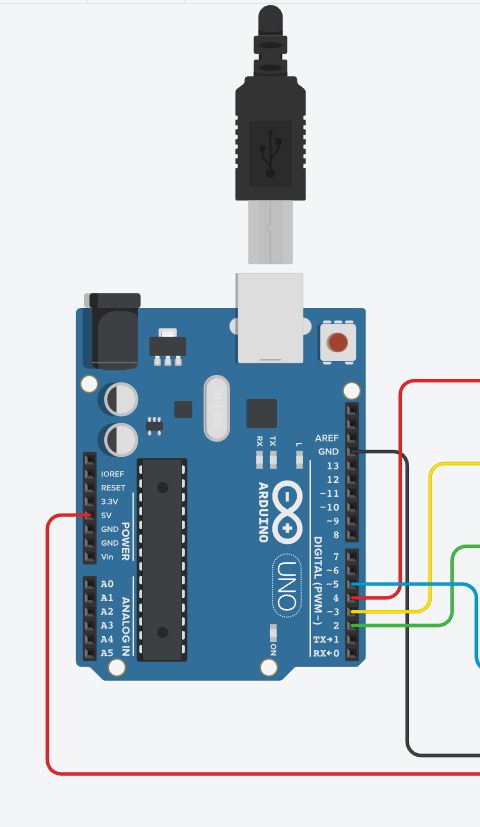 AREF
GND
13
12
~11
~10
~9
8
7
~6
~5
4
~3
2
TX→1
RX←0
DIGITAL (PWM~)
RX
TX
L
ARDUINO
UNO
ON
IOREF
RESET
3.3V
5V
GND
GND
Vin
POWER
A0
A1
A2
A3
A4
A5
ANALOG IN